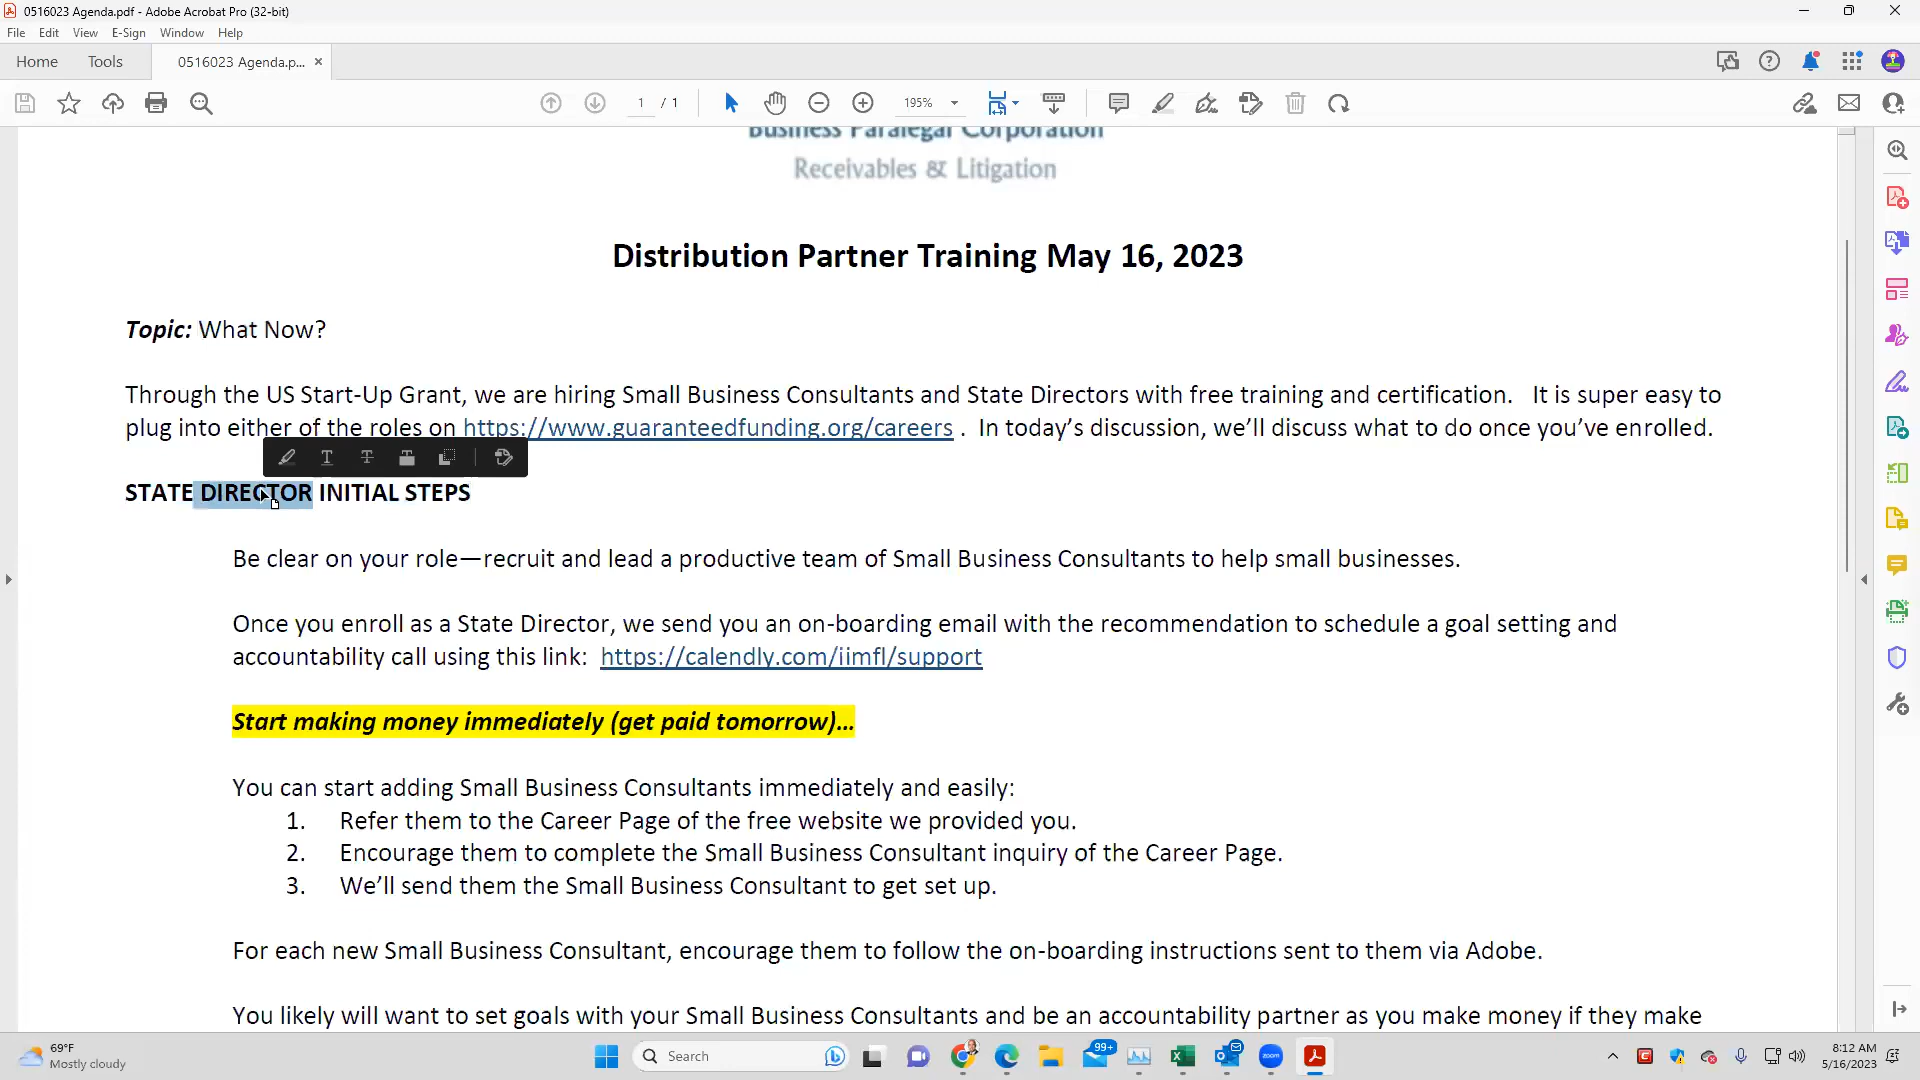 0516023 Agenda.pdf - Adobe Acrobat Pro (32-bit)
File Edit View E-Sign Window Help
Home Tools 0516023 Agenda.p... ×
1 / 1 195%
Business Paralegal Corporation
Receivables & Litigation
Distribution Partner Training May 16, 2023
Topic: What Now?
Through the US Start-Up Grant, we are hiring Small Business Consultants and State Directors with free training and certification. It is super easy to
plug into either of the roles on https://www.guaranteedfunding.org/careers . In today’s discussion, we’ll discuss what to do once you’ve enrolled.
STATE DIRECTOR INITIAL STEPS
Be clear on your role—recruit and lead a productive team of Small Business Consultants to help small businesses.
Once you enroll as a State Director, we send you an on-boarding email with the recommendation to schedule a goal setting and
accountability call using this link: https://calendly.com/iimfl/support
Start making money immediately (get paid tomorrow)…
You can start adding Small Business Consultants immediately and easily:
1. Refer them to the Career Page of the free website we provided you.
2. Encourage them to complete the Small Business Consultant inquiry of the Career Page.
3. We’ll send them the Small Business Consultant to get set up.
For each new Small Business Consultant, encourage them to follow the on-boarding instructions sent to them via Adobe.
You likely will want to set goals with your Small Business Consultants and be an accountability partner as you make money if they make
69°F
Mostly cloudy
Search
99+
zoom
8:12 AM
5/16/2023